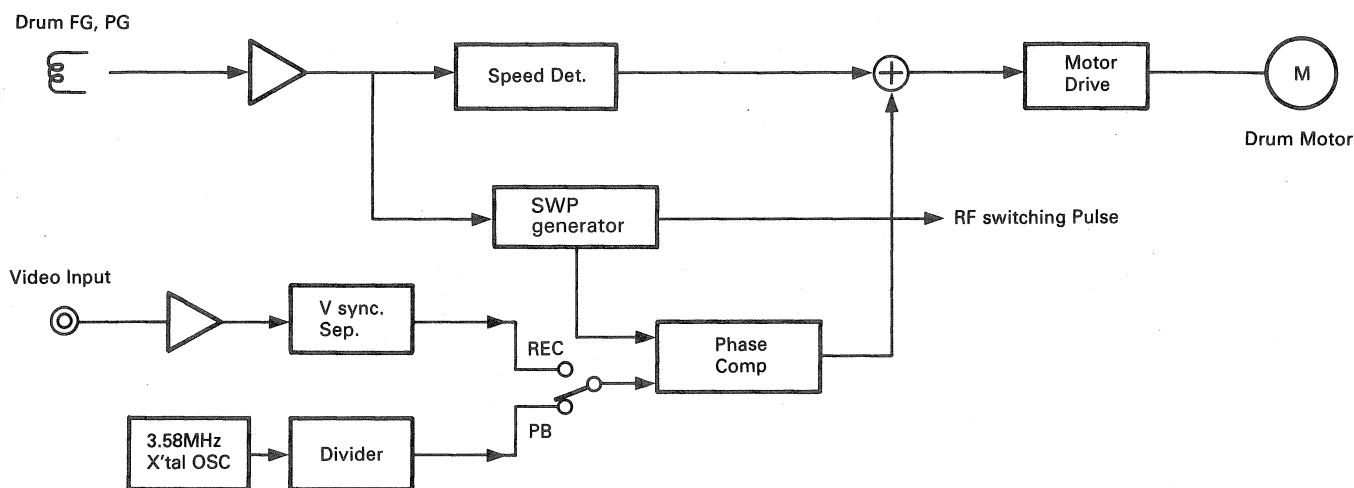 Drum FG, PG
Speed Det.
Motor
Drive
M
Drum Motor
SWP
generator
RF switching Pulse
Video Input
V sync.
Sep.
REC
Phase
Comp
PB
3.58MHz
X'tal OSC
Divider